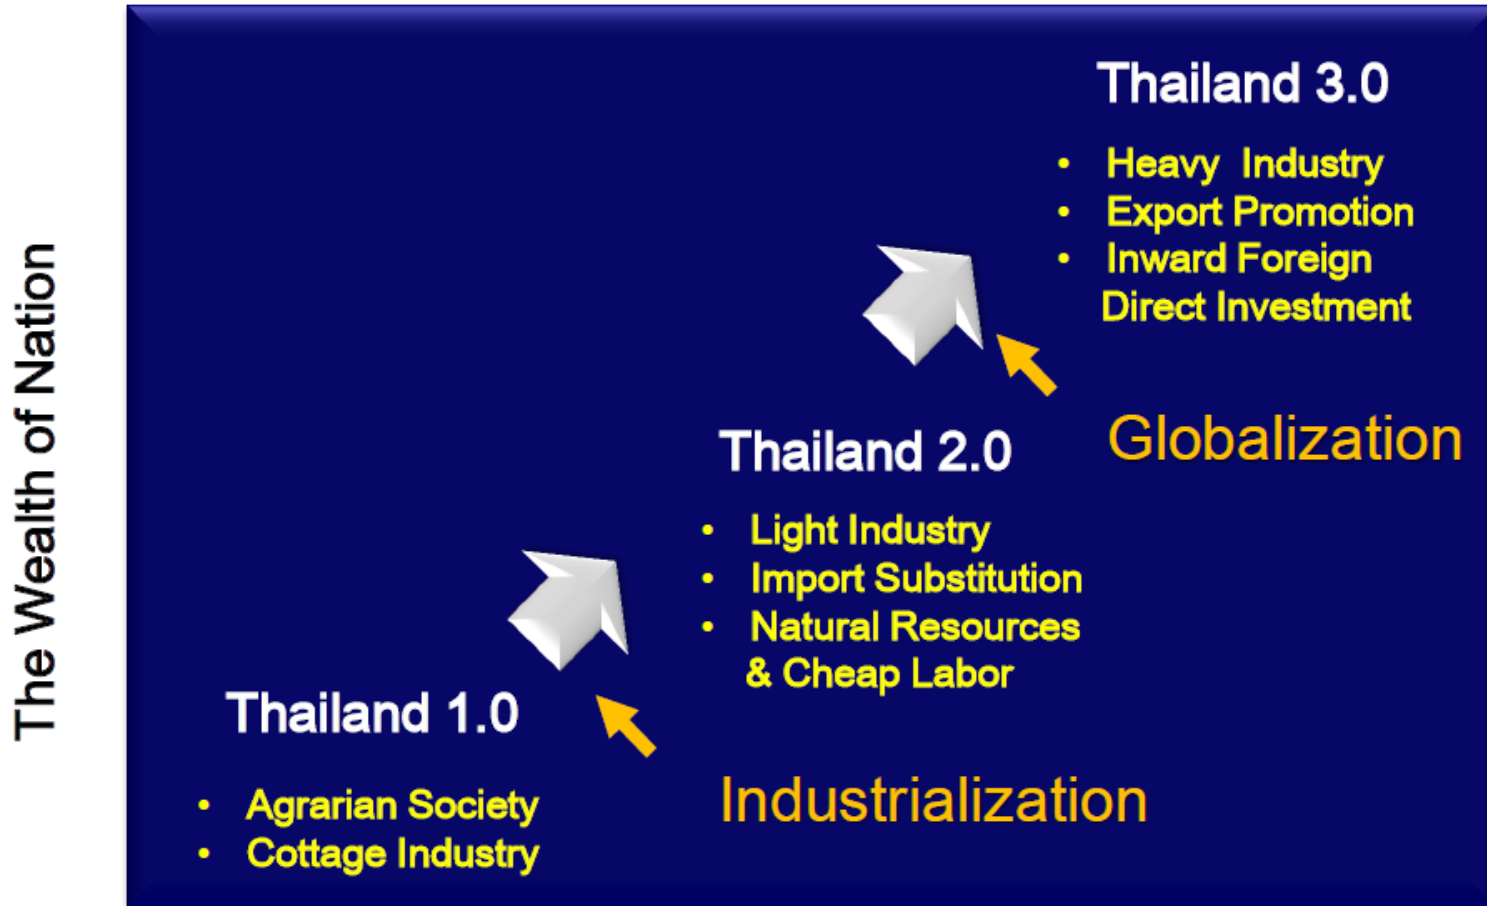 The Wealth of Nation
Thailand 3.0
• Heavy Industry
• Export Promotion
• Inward Foreign
Direct Investment
Globalization
Thailand 2.0
• Light Industry
• Import Substitution
• Natural Resources
& Cheap Labor
Industrialization
Thailand 1.0
• Agrarian Society
• Cottage Industry